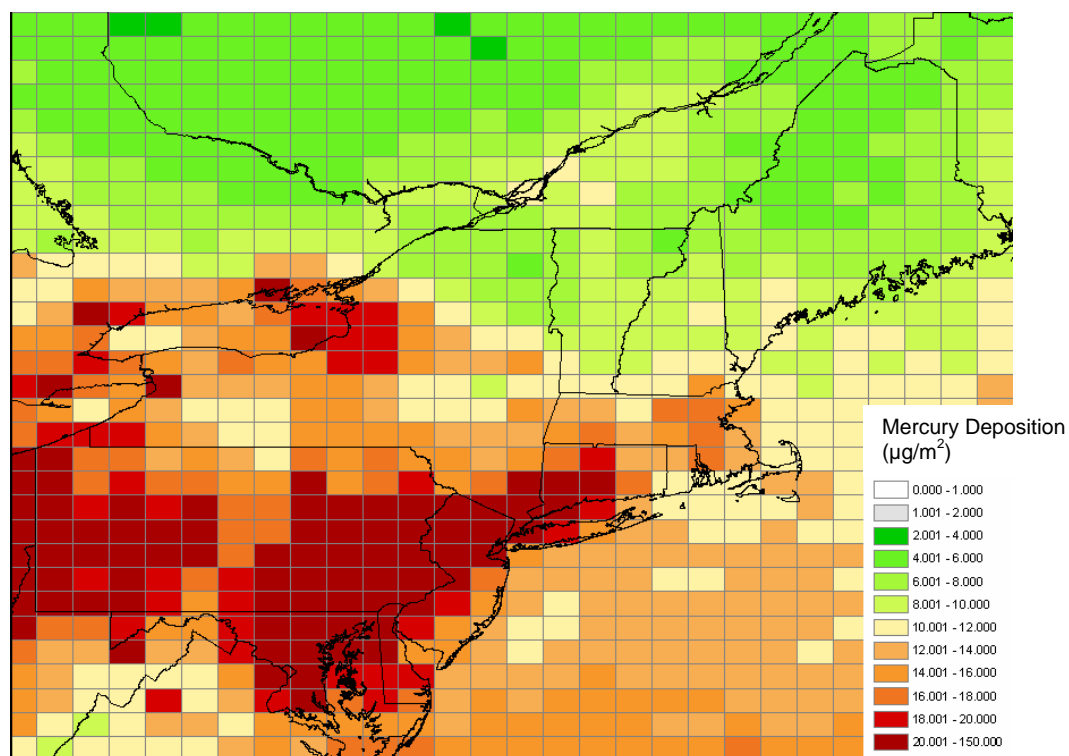 Mercury Deposition
(µg/m²)
0.000 - 1.000
1.001 - 2.000
2.001 - 4.000
4.001 - 6.000
6.001 - 8.000
8.001 - 10.000
10.001 - 12.000
12.001 - 14.000
14.001 - 16.000
16.001 - 18.000
18.001 - 20.000
20.001 - 150.000